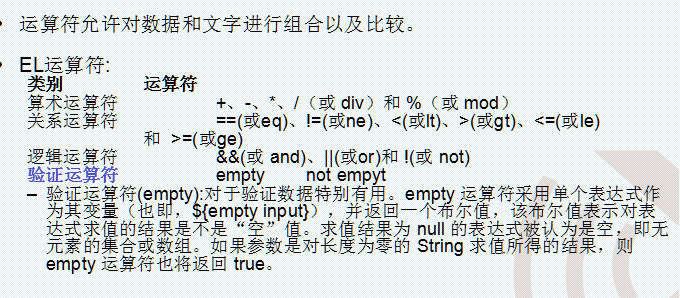 • 运算符允许对数据和文字进行组合以及比较。
• EL运算符:
类别 运算符
算术运算符 +、-、*、/（或 div）和 %（或 mod）
关系运算符 ==(或eq)、!=(或ne)、<(或lt)、>(或gt)、<=(或le)
和 >=(或ge)
逻辑运算符 &&(或 and)、||(或or)和 !(或 not)
验证运算符 empty not empyt
– 验证运算符(empty):对于验证数据特别有用。empty 运算符采用单个表达式作
为其变量（也即，${empty input}），并返回一个布尔值，该布尔值表示对表
达式求值的结果是不是“空”值。求值结果为 null 的表达式被认为是空，即无
元素的集合或数组。如果参数是对长度为零的 String 求值所得的结果，则
empty 运算符也将返回 true。